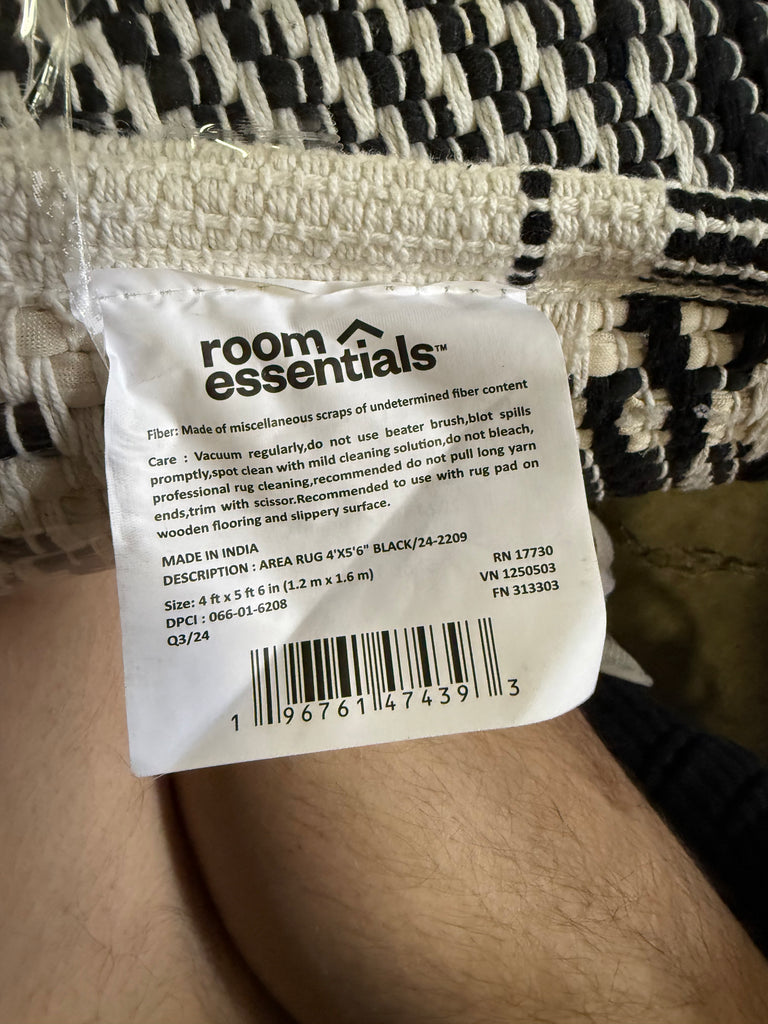 room
essentials™
Fiber: Made of miscellaneous scraps of undetermined fiber content
Care : Vacuum regularly,do not use beater brush,blot spills
promptly,spot clean with mild cleaning solution,do not bleach,
professional rug cleaning,recommended do not pull long yarn
ends,trim with scissor.Recommended to use with rug pad on
wooden flooring and slippery surface.
MADE IN INDIA
DESCRIPTION : AREA RUG 4'X5'6" BLACK/24-2209
Size: 4 ft x 5 ft 6 in (1.2 m x 1.6 m)
DPCI : 066-01-6208
Q3/24
RN 17730
VN 1250503
FN 313303
1 96761 47439 3